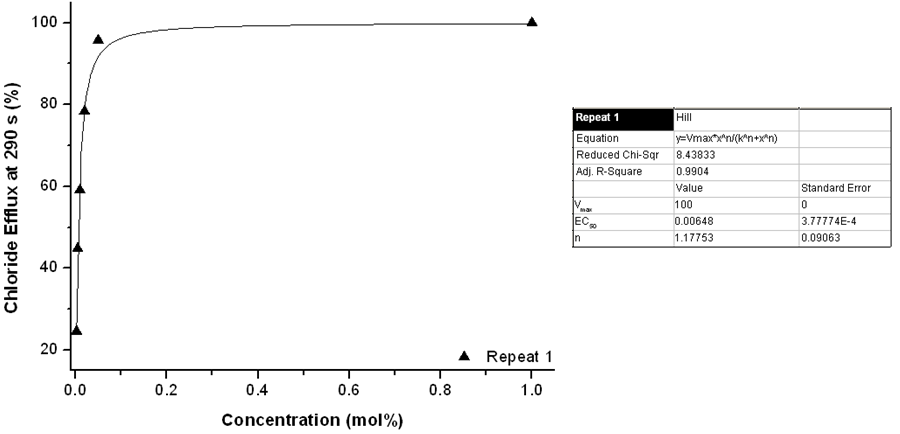 Chloride Efflux at 290 s (%)
100
80
60
40
20
0.0 0.2 0.4 0.6 0.8 1.0
Concentration (mol%)
Repeat 1
Repeat 1 Hill
Equation y=Vmax*x^n/(k^n+x^n)
Reduced Chi-Sqr 8.43833
Adj. R-Square 0.9904
Value Standard Error
Vmax 100 0
EC50 0.00648 3.77774E-4
n 1.17753 0.09063